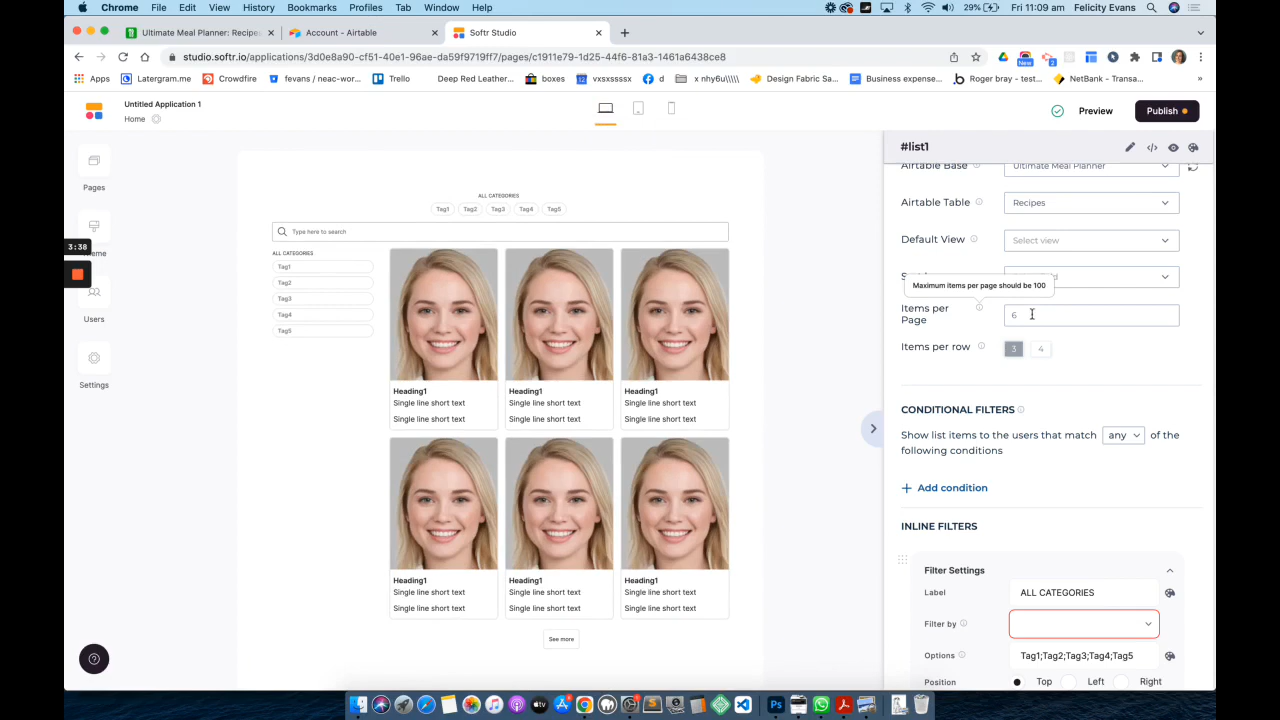 Chrome File Edit View History Bookmarks Profiles Tab Window Help 29% Fri 11:09 am Felicity Evans
Ultimate Meal Planner: Recipes Account - Airtable Softr Studio
studio.softr.io/applications/3d0e0a90-cf51-40e1-96ae-da59f9719ff7/pages/c1911e79-1d25-44f6-81a3-1461a6438ce8
Apps Latergram.me Crowdfire fevans / neac-wor... Trello Deep Red Leather... boxes vxsxssssx d x nhy6u\\\\\ Design Fabric Sa... Business expense... Roger bray - test... NetBank - Transa... »
Untitled Application 1
Home
Preview
Publish
#list1
Pages
3:38
Users
Settings
ALL CATEGORIES
Tag1 Tag2 Tag3 Tag4 Tag5
Type here to search
ALL CATEGORIES
Tag1
Tag2
Tag3
Tag4
Tag5
Heading1 Heading1 Heading1
Single line short text Single line short text Single line short text
Single line short text Single line short text Single line short text
Heading1 Heading1 Heading1
Single line short text Single line short text Single line short text
Single line short text Single line short text Single line short text
See more
Airtable Base Ultimate Meal Planner
Airtable Table Recipes
Default View Select view
Maximum items per page should be 100
Items per
Page
6
Items per row 3 4
CONDITIONAL FILTERS
Show list items to the users that match any of the
following conditions
+ Add condition
INLINE FILTERS
Filter Settings
Label ALL CATEGORIES
Filter by
Options Tag1;Tag2;Tag3;Tag4;Tag5
Position Top Left Right